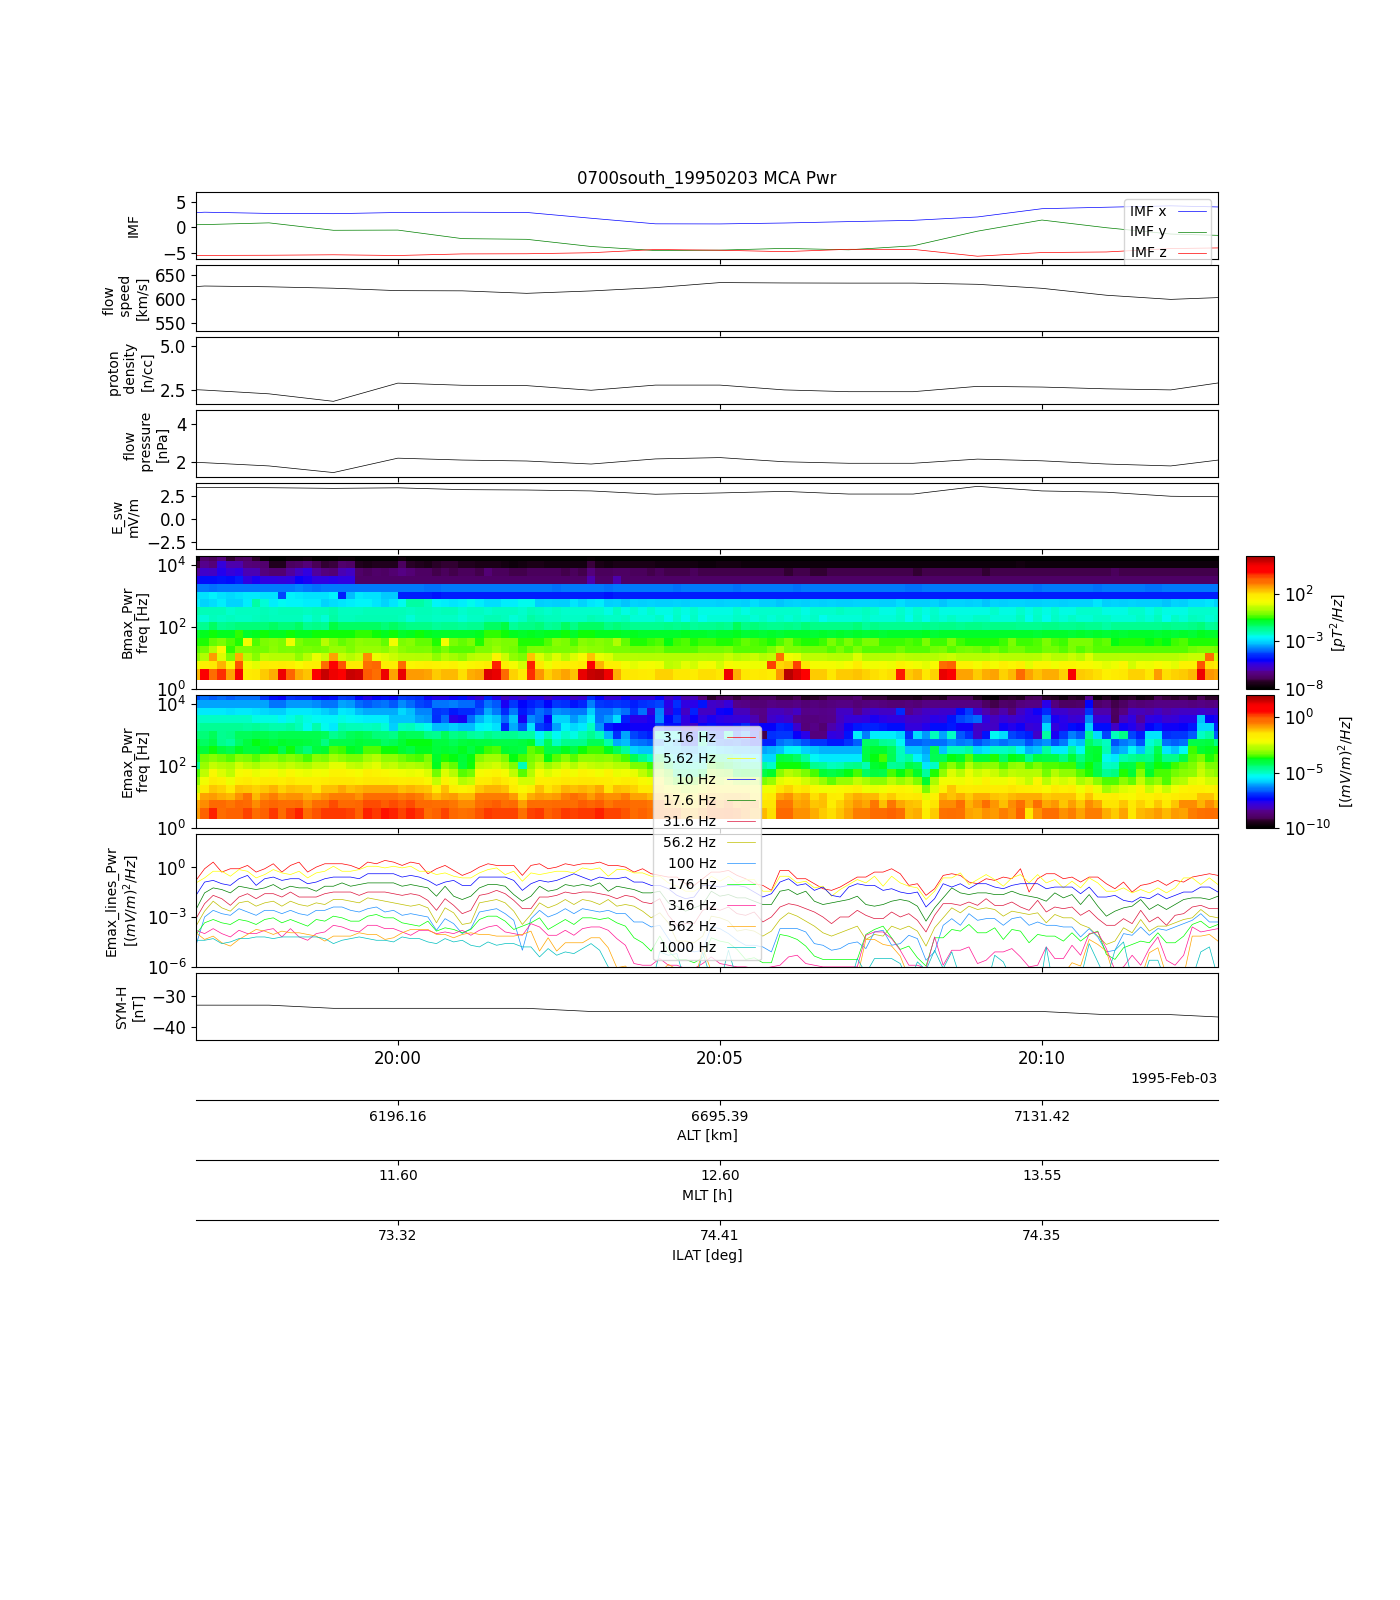 0700south_19950203 MCA Pwr
5
0
−5
IMF
IMF x
IMF y
IMF z
650
600
550
flow
speed
[km/s]
5.0
2.5
proton
density
[n/cc]
4
2
flow
pressure
[nPa]
2.5
0.0
−2.5
E_sw
mV/m
10^4
10^2
10^0
Bmax_Pwr
freq [Hz]
10^2
10^−3
10^−8
[pT^2/Hz]
10^4
10^2
10^0
Emax_Pwr
freq [Hz]
10^0
10^−5
10^−10
[(mV/m)^2/Hz]
3.16 Hz
5.62 Hz
10 Hz
17.6 Hz
31.6 Hz
56.2 Hz
100 Hz
176 Hz
316 Hz
562 Hz
1000 Hz
10^0
10^−3
10^−6
Emax_lines_Pwr
[(mV/m)^2/Hz]
−30
−40
SYM-H
[nT]
20:00 20:05 20:10
1995-Feb-03
6196.16 6695.39 7131.42
ALT [km]
11.60 12.60 13.55
MLT [h]
73.32 74.41 74.35
ILAT [deg]